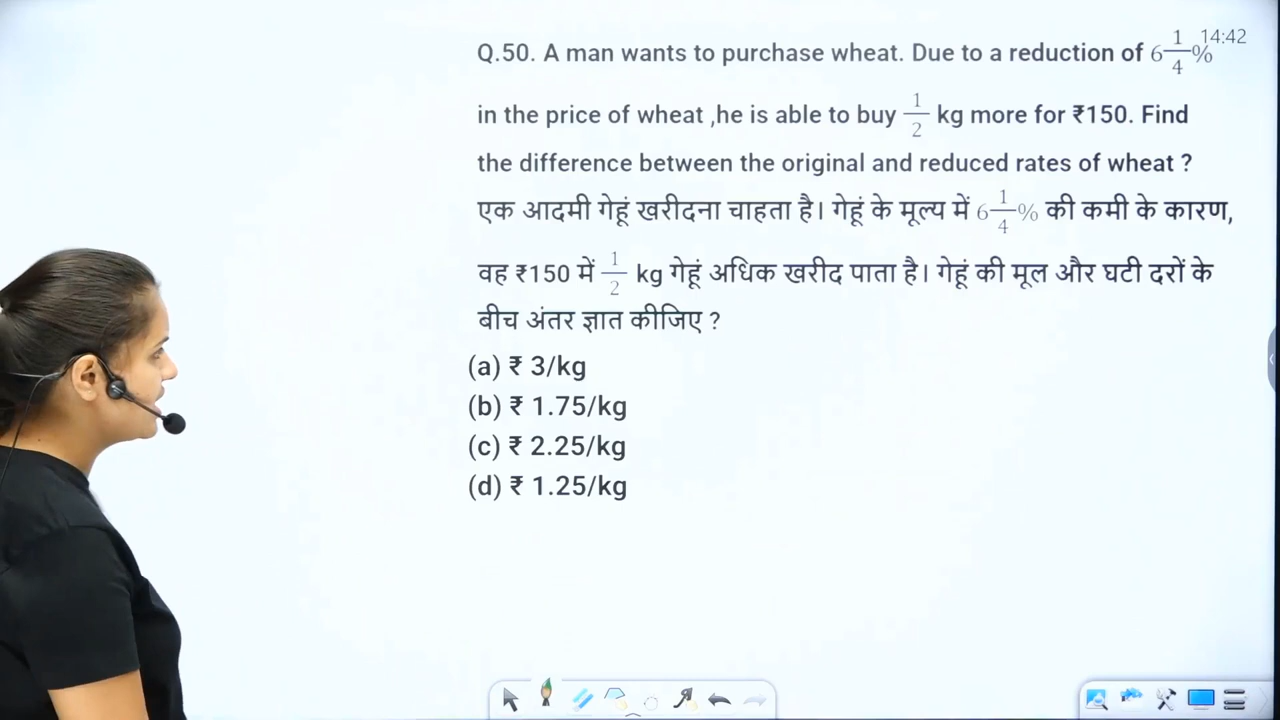 14:42
Q.50. A man wants to purchase wheat. Due to a reduction of 6 1/4 %
in the price of wheat ,he is able to buy 1/2 kg more for ₹150. Find
the difference between the original and reduced rates of wheat ?
एक आदमी गेहूं खरीदना चाहता है। गेहूं के मूल्य में 6 1/4 % की कमी के कारण,
वह ₹150 में 1/2 kg गेहूं अधिक खरीद पाता है। गेहूं की मूल और घटी दरों के
बीच अंतर ज्ञात कीजिए ?
(a) ₹ 3/kg
(b) ₹ 1.75/kg
(c) ₹ 2.25/kg
(d) ₹ 1.25/kg